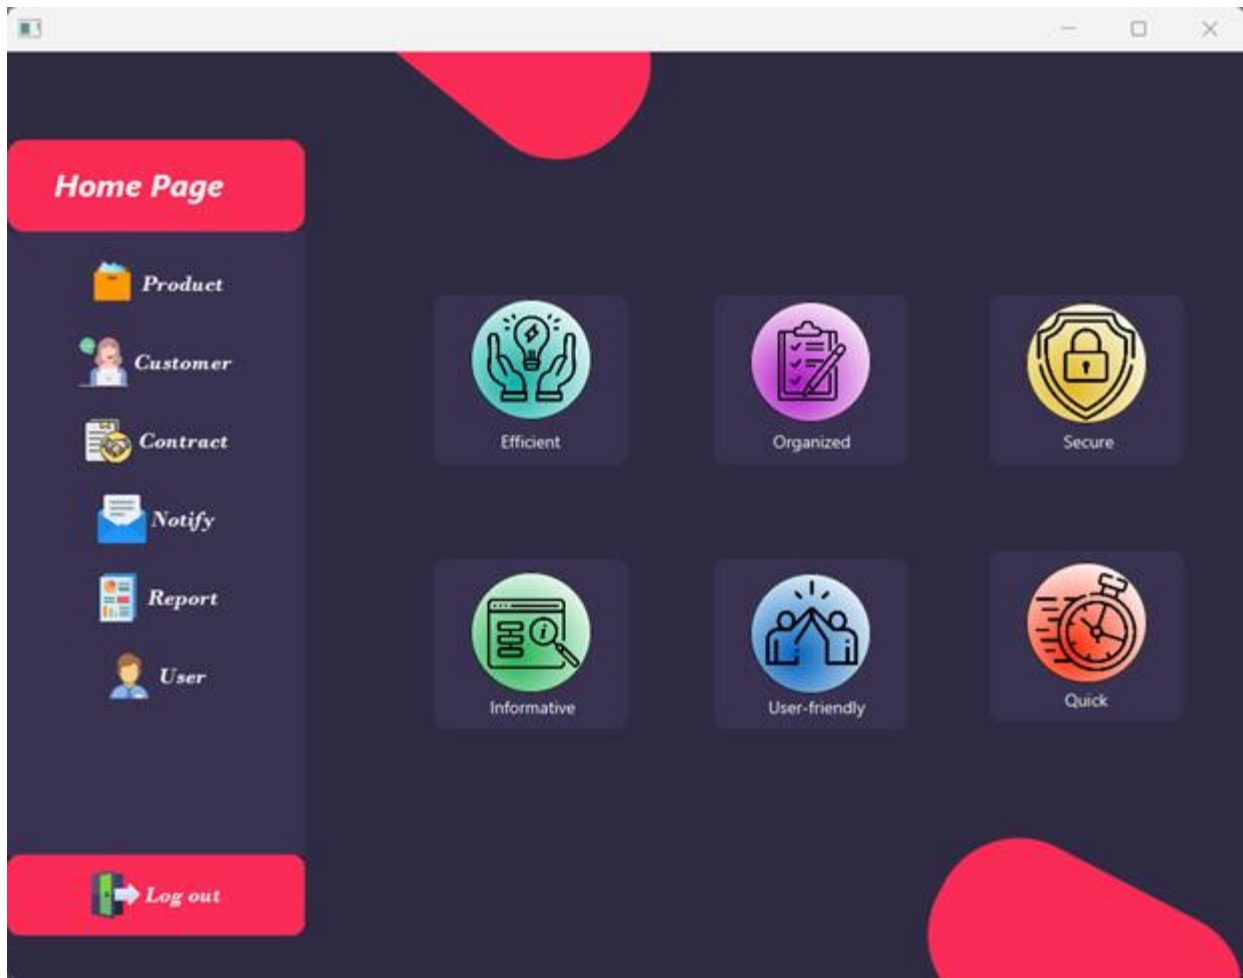 Home Page
Product
Customer
Contract
Notify
Report
User
Log out
Efficient
Organized
Secure
Informative
User-friendly
Quick